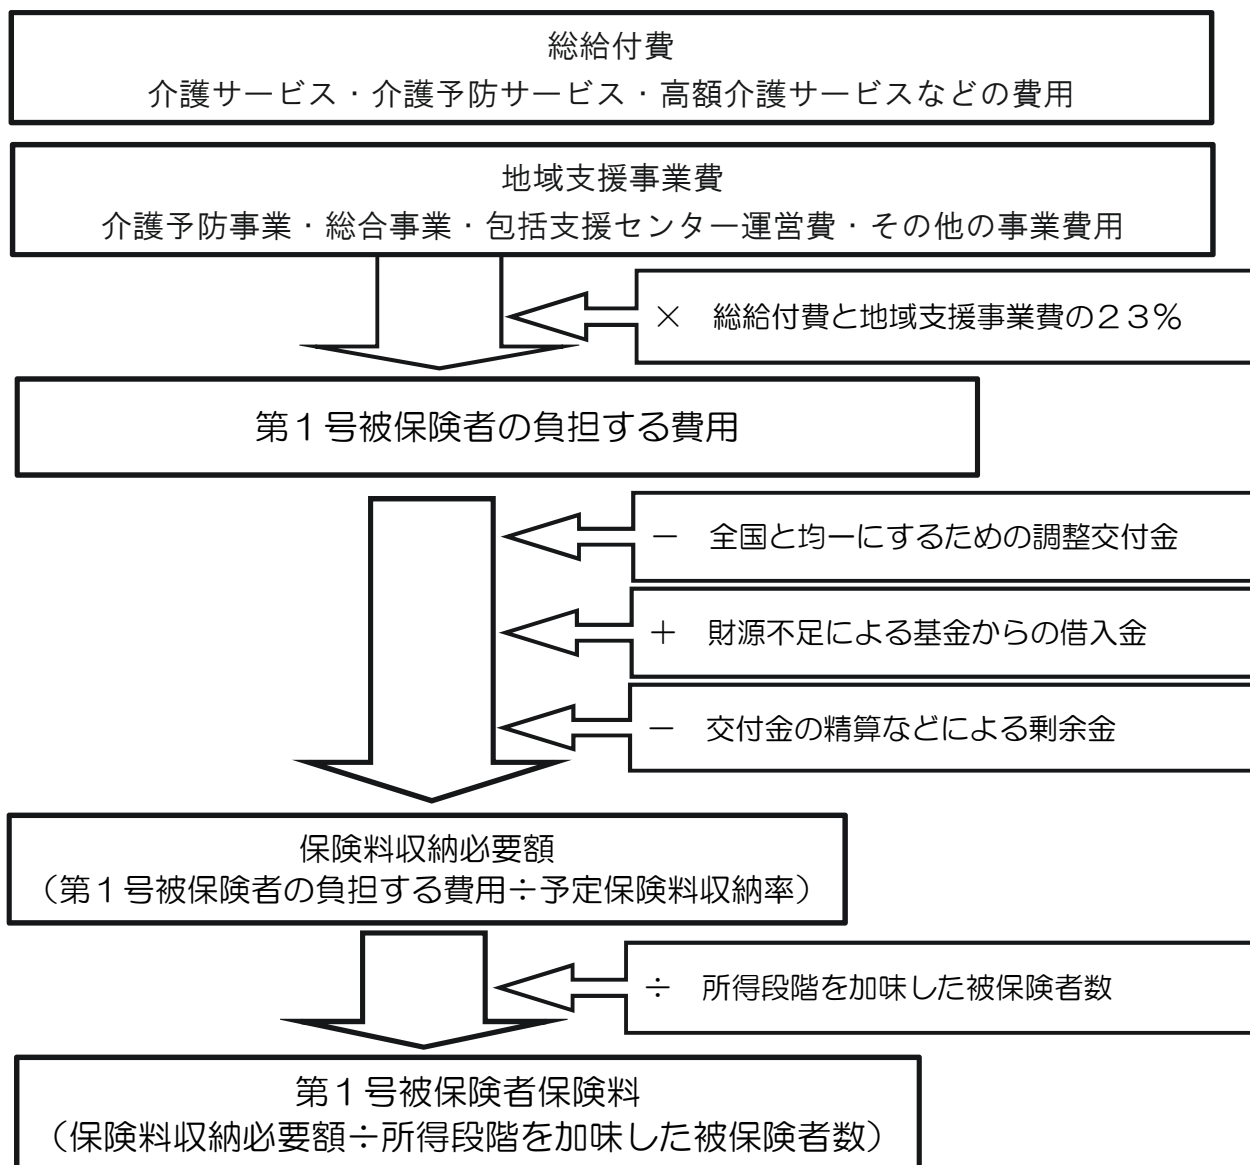 総給付費
介護サービス・介護予防サービス・高額介護サービスなどの費用
地域支援事業費
介護予防事業・総合事業・包括支援センター運営費・その他の事業費用
×　総給付費と地域支援事業費の２３％
第１号被保険者の負担する費用
－　全国と均一にするための調整交付金
＋　財源不足による基金からの借入金
－　交付金の精算などによる剰余金
保険料収納必要額
（第１号被保険者の負担する費用÷予定保険料収納率）
÷　所得段階を加味した被保険者数
第１号被保険者保険料
（保険料収納必要額÷所得段階を加味した被保険者数）